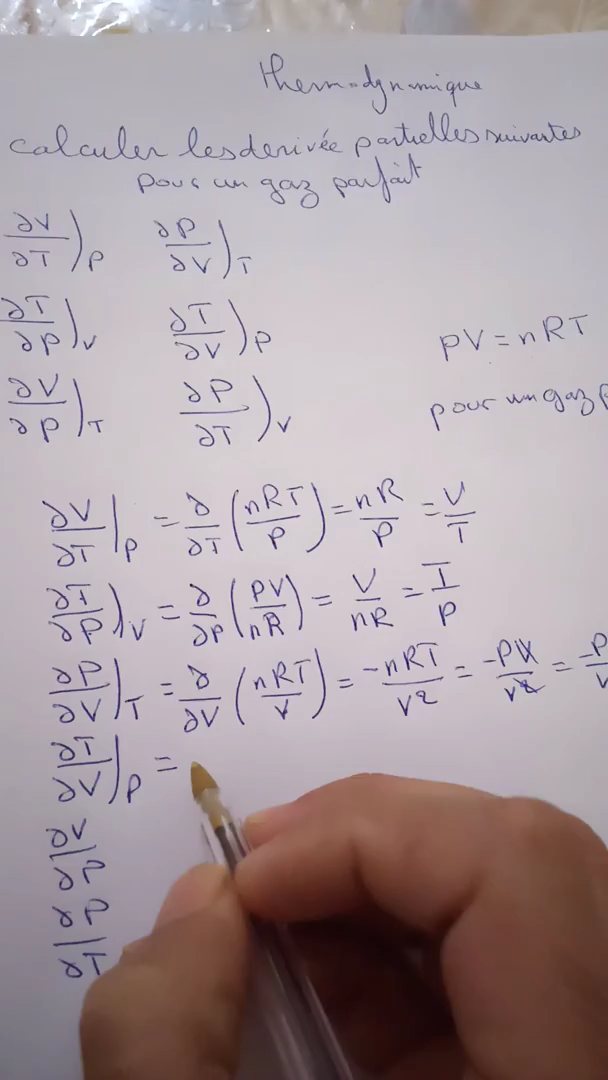 thermodynamique
calculer les derivée partielles suivantes
pour un gaz parfait
∂V/∂T)P ∂P/∂V)T
∂T/∂P)V ∂T/∂V)P
PV = nRT
∂V/∂P)T ∂P/∂T)V
pour un gaz p
∂V/∂T|P = ∂/∂T (nRT/P) = nR/P = V/T
∂T/∂P)V = ∂/∂P (PV/nR) = V/nR = T/P
∂P/∂V)T = ∂/∂V (nRT/V) = -nRT/V² = -PV/V² = -P/V
∂T/∂V)P =
∂V/∂P
∂P/∂T